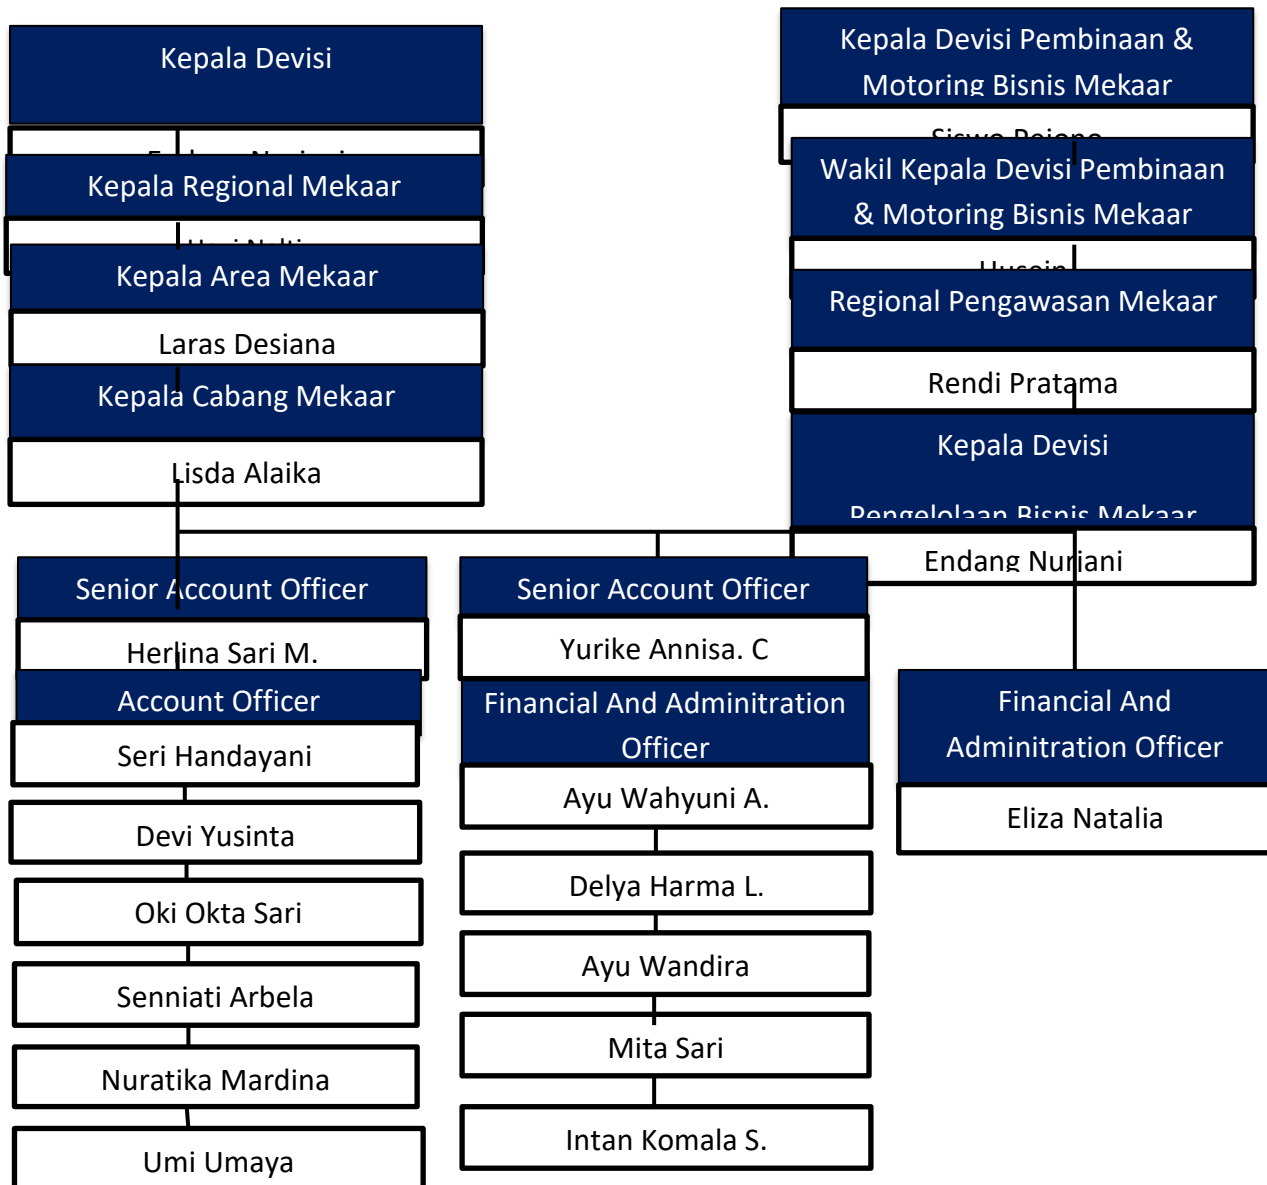 Kepala Devisi
Kepala Regional Mekaar
Kepala Area Mekaar
Laras Desiana
Kepala Cabang Mekaar
Lisda Alaika
Kepala Devisi Pembinaan &
Motoring Bisnis Mekaar
Wakil Kepala Devisi Pembinaan
& Motoring Bisnis Mekaar
Husein
Regional Pengawasan Mekaar
Rendi Pratama
Kepala Devisi
Pengelolaan Bisnis Mekaar
Endang Nurjani
Senior Account Officer
Herlina Sari M.
Account Officer
Seri Handayani
Devi Yusinta
Oki Okta Sari
Senniati Arbela
Nuratika Mardina
Umi Umaya
Senior Account Officer
Yurike Annisa. C
Financial And Adminitration
Officer
Ayu Wahyuni A.
Delya Harma L.
Ayu Wandira
Mita Sari
Intan Komala S.
Financial And
Adminitration Officer
Eliza Natalia